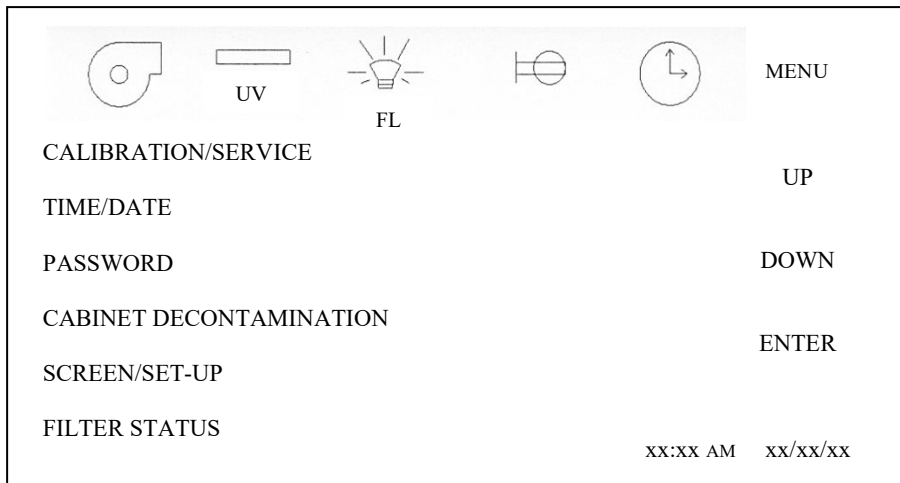 UV
FL
MENU
CALIBRATION/SERVICE
UP
TIME/DATE
PASSWORD
DOWN
CABINET DECONTAMINATION
ENTER
SCREEN/SET-UP
FILTER STATUS
xx:xx AM xx/xx/xx